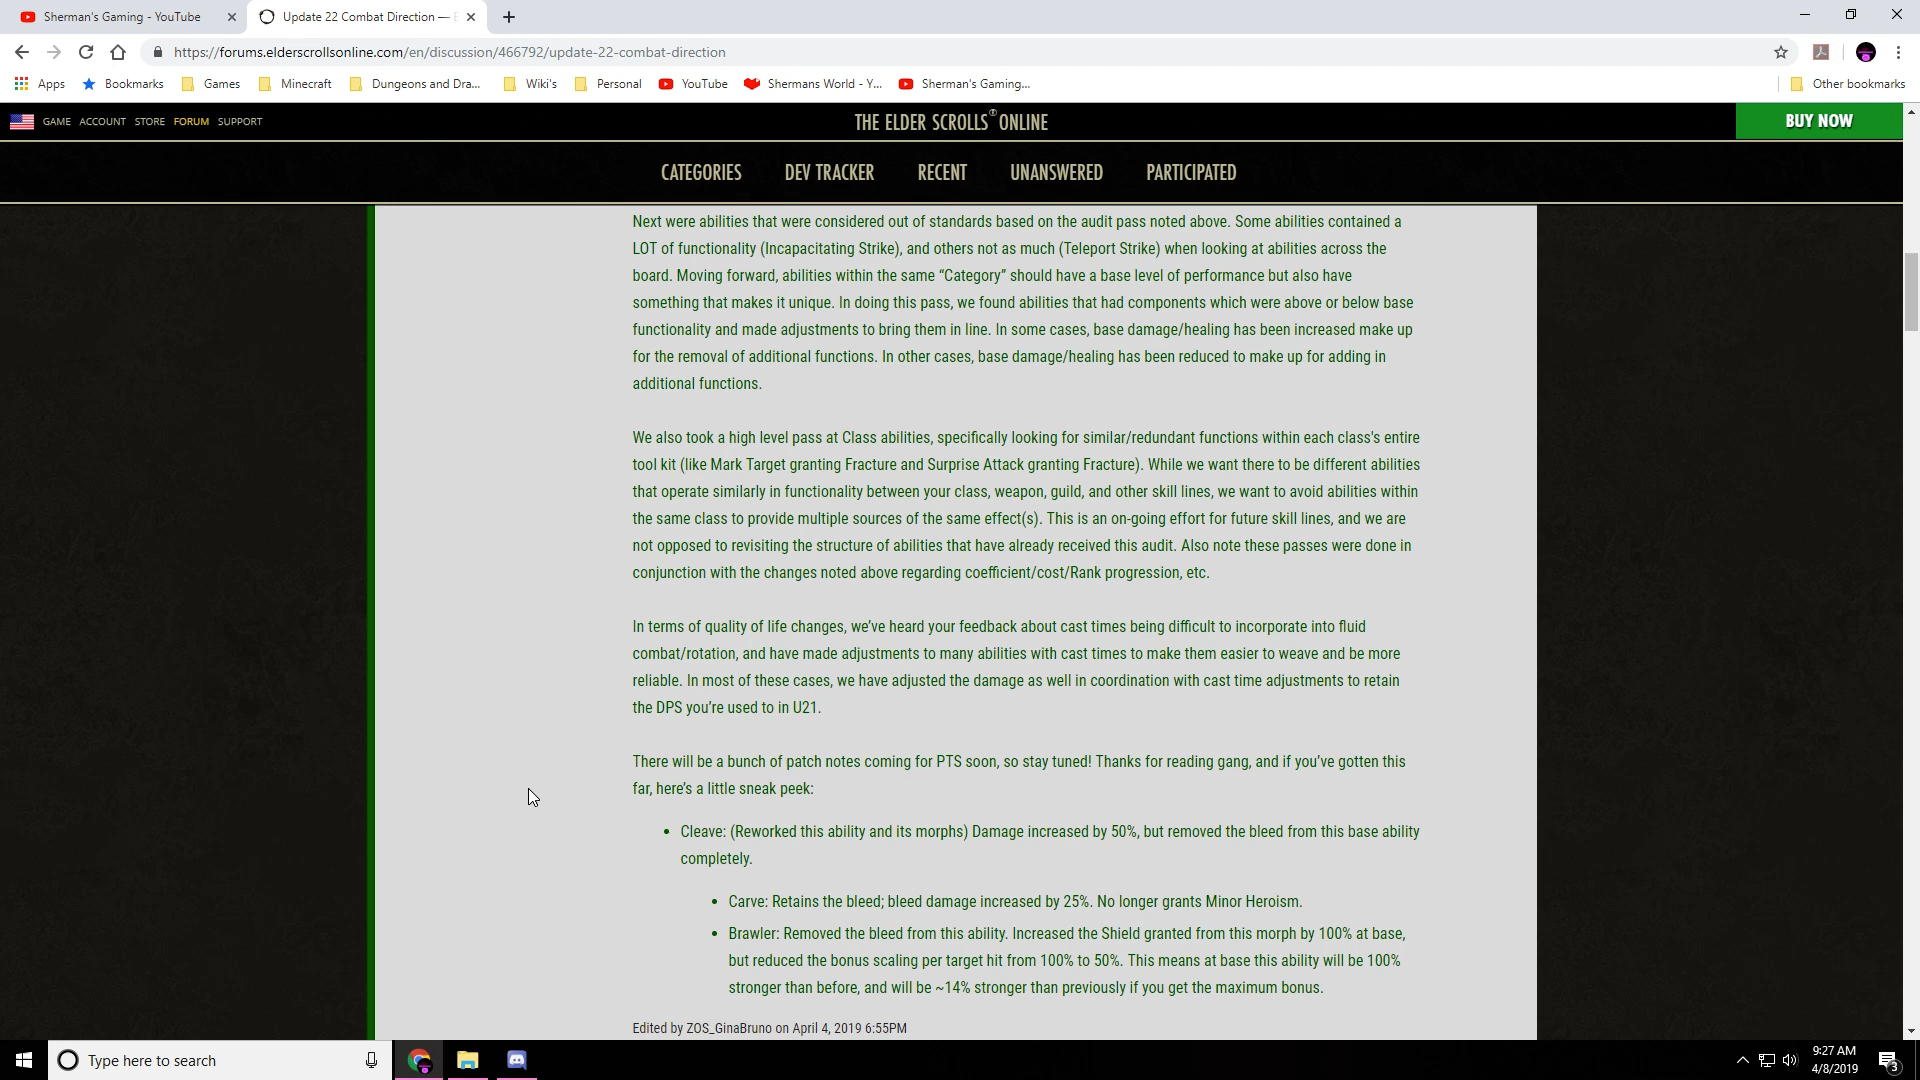 Sherman's Gaming - YouTube
Update 22 Combat Direction —
https://forums.elderscrollsonline.com/en/discussion/466792/update-22-combat-direction
Apps Bookmarks Games Minecraft Dungeons and Dra... Wiki's Personal YouTube Shermans World - Y... Sherman's Gaming... Other bookmarks
GAME ACCOUNT STORE FORUM SUPPORT
THE ELDER SCROLLS® ONLINE
BUY NOW
CATEGORIES DEV TRACKER RECENT UNANSWERED PARTICIPATED
Next were abilities that were considered out of standards based on the audit pass noted above. Some abilities contained a
LOT of functionality (Incapacitating Strike), and others not as much (Teleport Strike) when looking at abilities across the
board. Moving forward, abilities within the same “Category” should have a base level of performance but also have
something that makes it unique. In doing this pass, we found abilities that had components which were above or below base
functionality and made adjustments to bring them in line. In some cases, base damage/healing has been increased make up
for the removal of additional functions. In other cases, base damage/healing has been reduced to make up for adding in
additional functions.
We also took a high level pass at Class abilities, specifically looking for similar/redundant functions within each class's entire
tool kit (like Mark Target granting Fracture and Surprise Attack granting Fracture). While we want there to be different abilities
that operate similarly in functionality between your class, weapon, guild, and other skill lines, we want to avoid abilities within
the same class to provide multiple sources of the same effect(s). This is an on-going effort for future skill lines, and we are
not opposed to revisiting the structure of abilities that have already received this audit. Also note these passes were done in
conjunction with the changes noted above regarding coefficient/cost/Rank progression, etc.
In terms of quality of life changes, we’ve heard your feedback about cast times being difficult to incorporate into fluid
combat/rotation, and have made adjustments to many abilities with cast times to make them easier to weave and be more
reliable. In most of these cases, we have adjusted the damage as well in coordination with cast time adjustments to retain
the DPS you’re used to in U21.
There will be a bunch of patch notes coming for PTS soon, so stay tuned! Thanks for reading gang, and if you’ve gotten this
far, here’s a little sneak peek:
• Cleave: (Reworked this ability and its morphs) Damage increased by 50%, but removed the bleed from this base ability
completely.
• Carve: Retains the bleed; bleed damage increased by 25%. No longer grants Minor Heroism.
• Brawler: Removed the bleed from this ability. Increased the Shield granted from this morph by 100% at base,
but reduced the bonus scaling per target hit from 100% to 50%. This means at base this ability will be 100%
stronger than before, and will be ~14% stronger than previously if you get the maximum bonus.
Edited by ZOS_GinaBruno on April 4, 2019 6:55PM
Type here to search
9:27 AM
4/8/2019
3